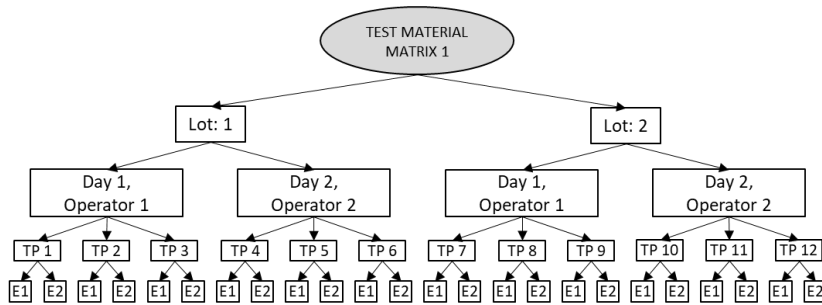 TEST MATERIAL
MATRIX 1
Lot: 1
Lot: 2
Day 1,
Operator 1
Day 2,
Operator 2
Day 1,
Operator 1
Day 2,
Operator 2
TP 1
TP 2
TP 3
TP 4
TP 5
TP 6
TP 7
TP 8
TP 9
TP 10
TP 11
TP 12
E1
E2
E1
E2
E1
E2
E1
E2
E1
E2
E1
E2
E1
E2
E1
E2
E1
E2
E1
E2
E1
E2
E1
E2